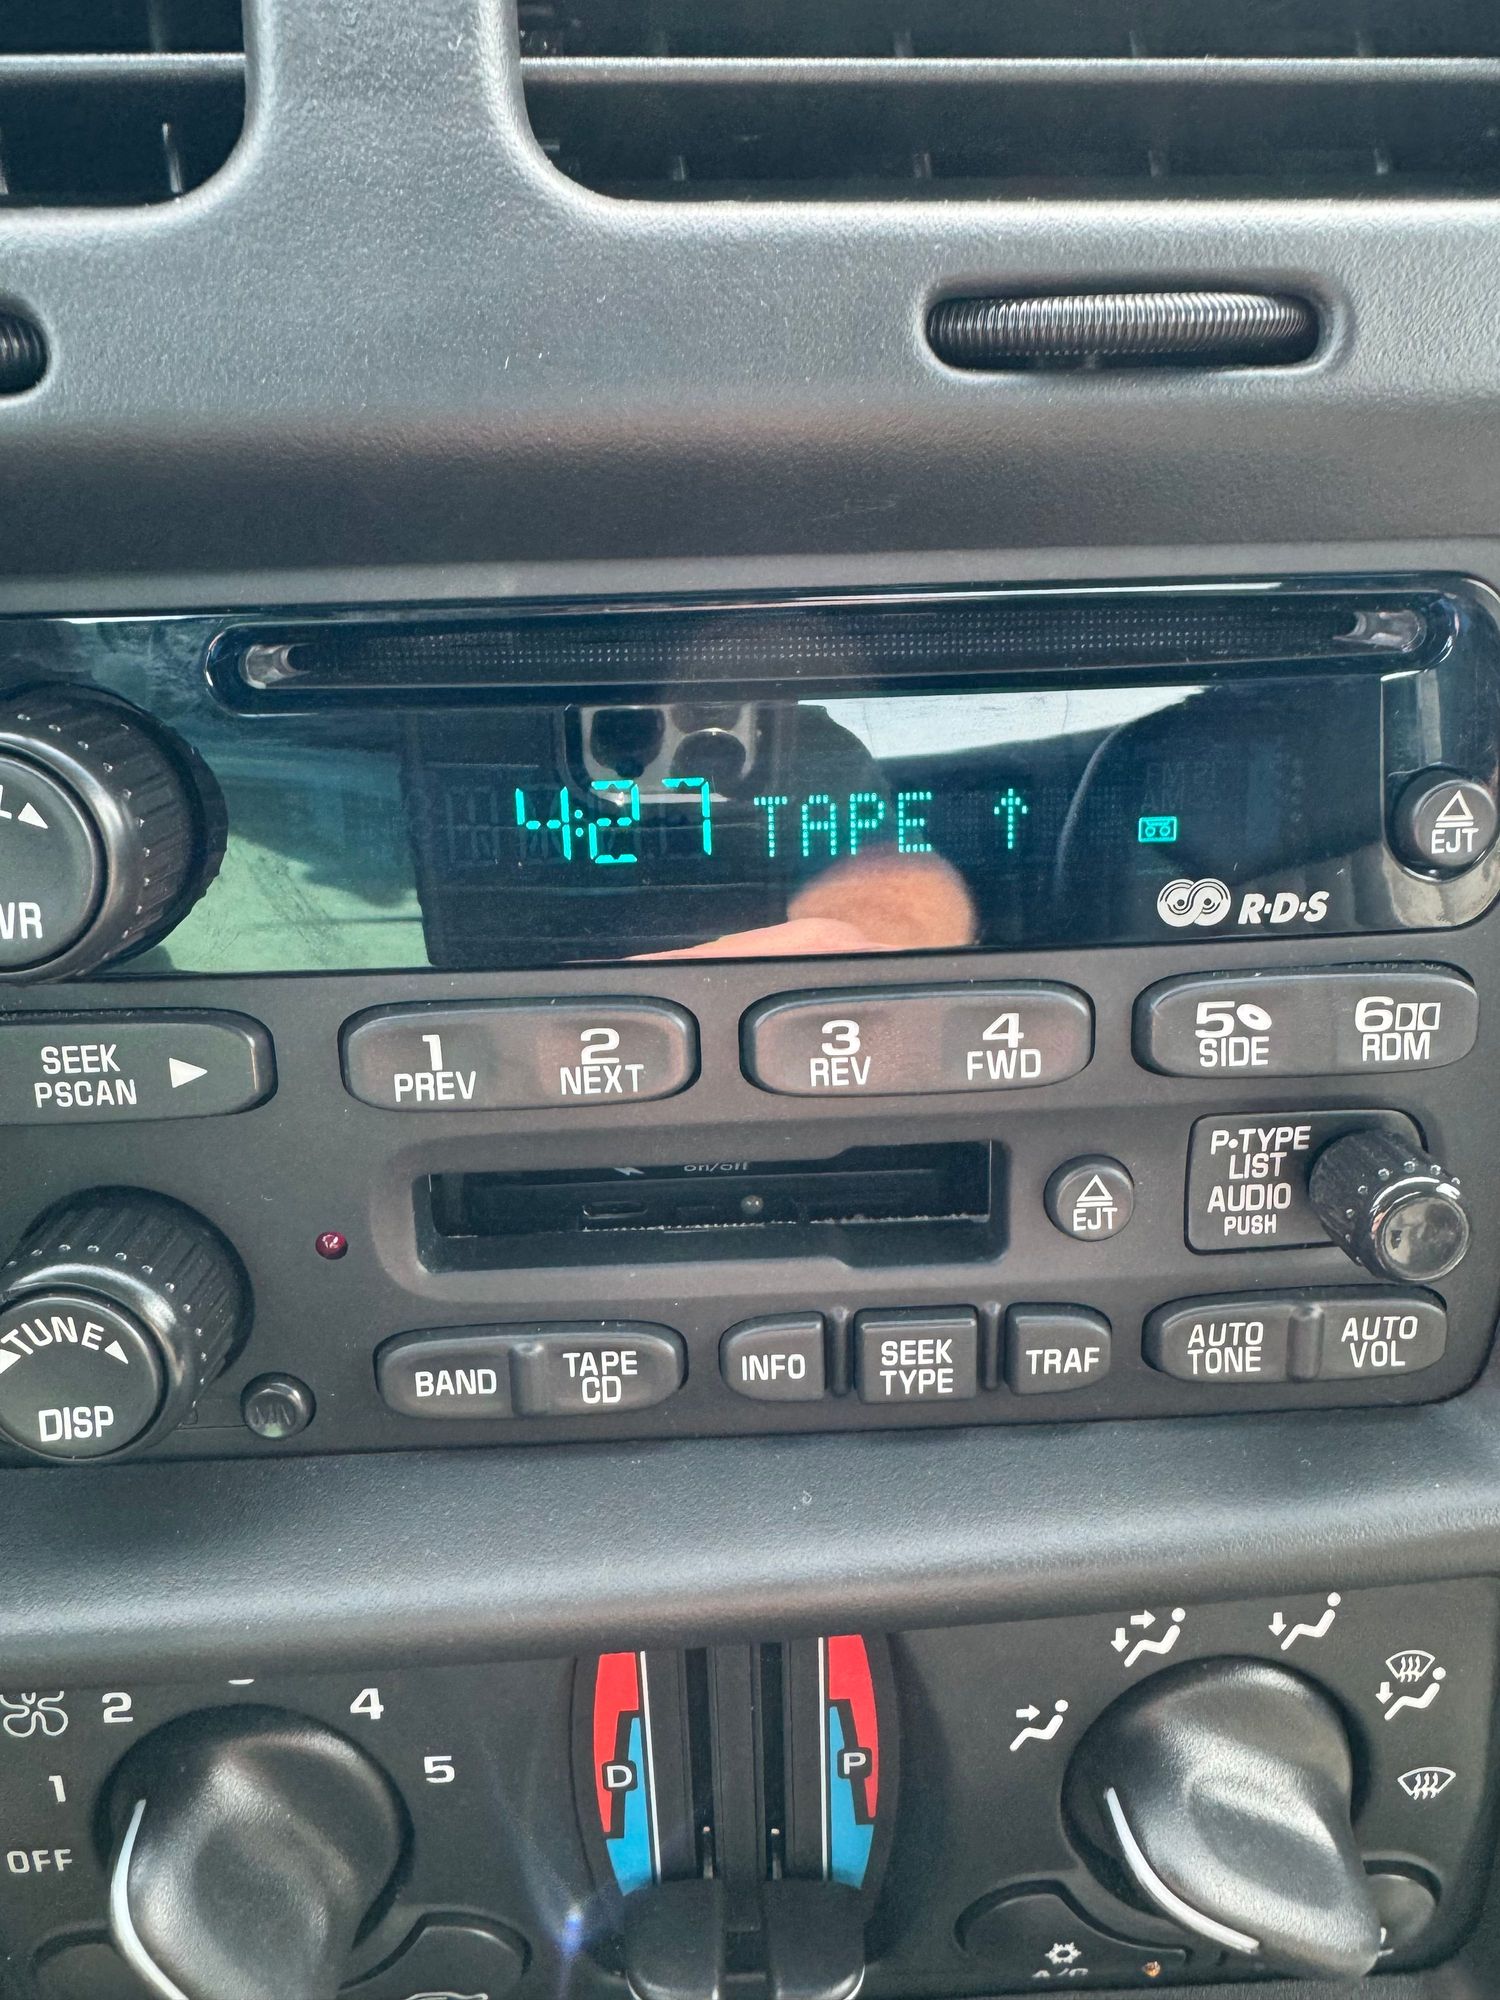 4:27 TAPE ↑
EJT
R·D·S
VR
SEEK
PSCAN
1
PREV
2
NEXT
3
REV
4
FWD
5
SIDE
6
RDM
on/off
EJT
P•TYPE
LIST
AUDIO
PUSH
TUNE
DISP
BAND
TAPE
CD
INFO
SEEK
TYPE
TRAF
AUTO
TONE
AUTO
VOL
OFF
1
2
4
5
D
P
A/C